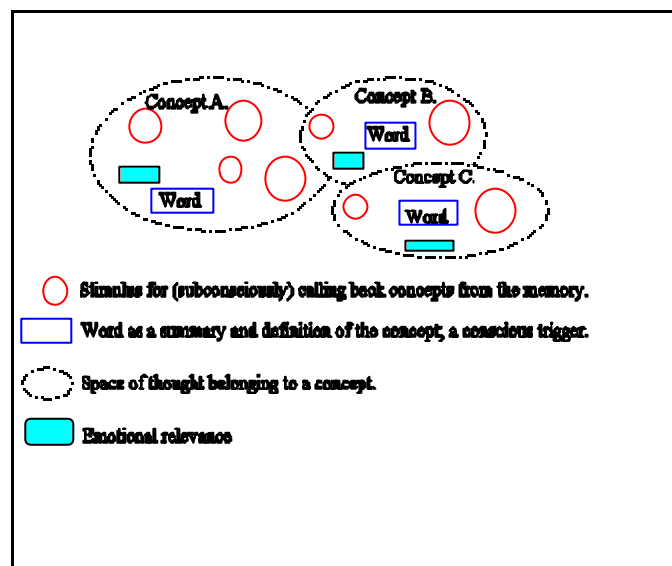 Concept A.
Concept B.
Word
Concept C.
Word
Word
Stimulus for (subconsciously) calling back concepts from the memory.
Word as a summary and definition of the concept, a conscious trigger.
Space of thought belonging to a concept.
Emotional relevance